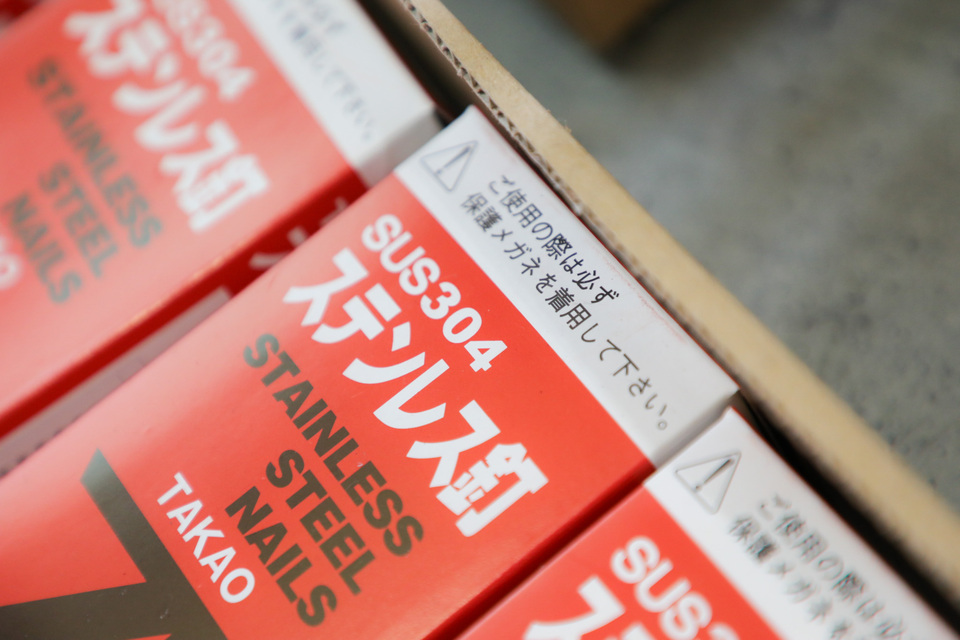 SUS304
ステンレス釘
STAINLESS
STEEL
NAILS
ご使用の際は必ず
保護メガネを着用して下さい。
SUS304
ステンレス釘
STAINLESS
STEEL
NAILS
TAKAO
ご使用の際は
保護メガネを
SUS3